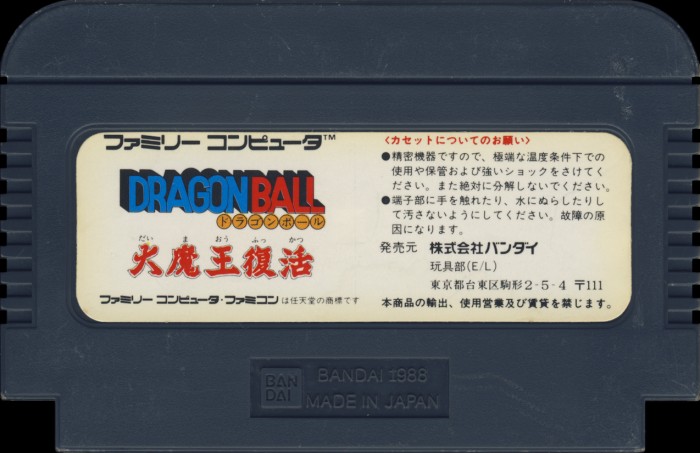 ファミリー コンピュータ™
DRAGON BALL
ドラゴンボール
だい ま おう ふっ かつ
大魔王復活
ファミリー コンピュータ・ファミコンは任天堂の商標です
〈カセットについてのお願い〉
●精密機器ですので、極端な温度条件下での
使用や保管および強いショックをさけてく
ださい。また絶対に分解しないでください。
●端子部に手を触れたり、水にぬらしたりし
て汚さないようにしてください。故障の原
因になります。
発売元 株式会社バンダイ
玩具部(E/L)
東京都台東区駒形2-5-4 〒111
本商品の輸出、使用営業及び賃貸を禁じます。
BAN
DAI
BANDAI 1988
MADE IN JAPAN